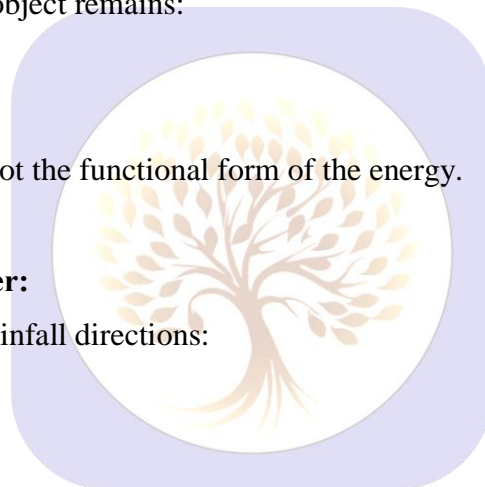 object remains:
ot the functional form of the energy.
er:
infall directions: